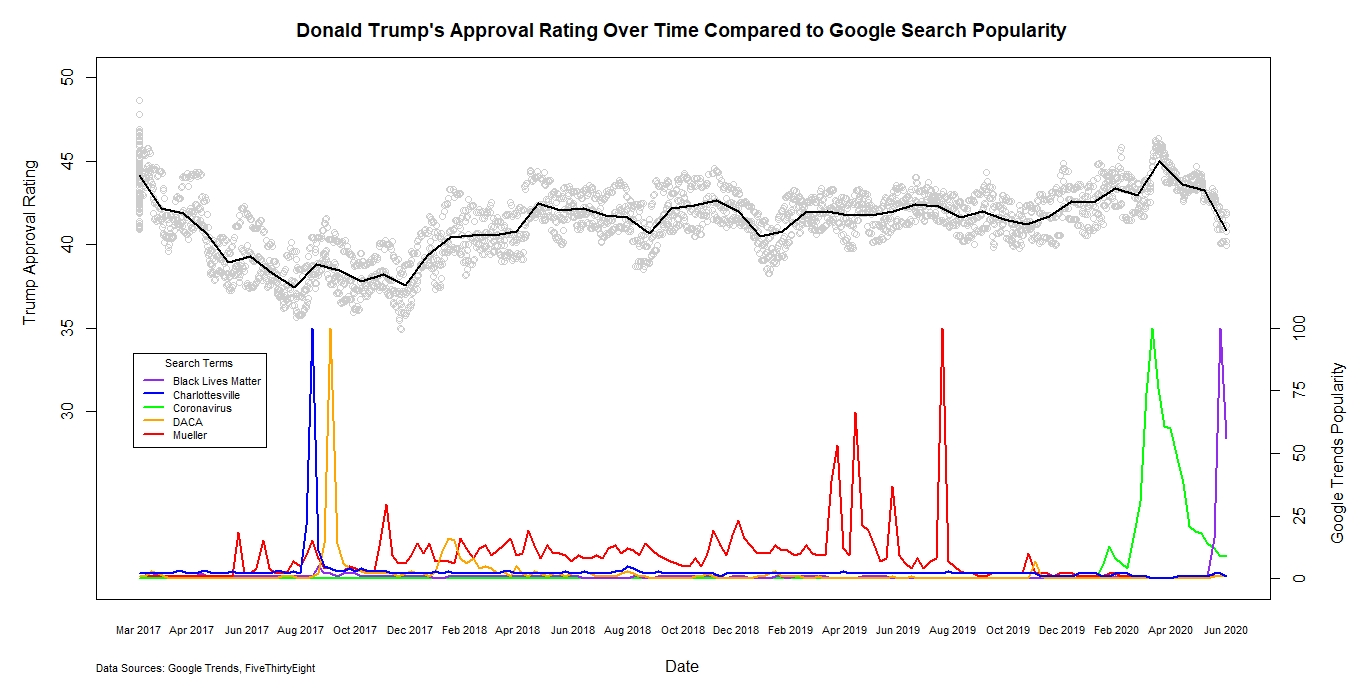 Donald Trump's Approval Rating Over Time Compared to Google Search Popularity
50
45
40
35
30
Trump Approval Rating
100
75
50
25
0
Google Trends Popularity
Search Terms
Black Lives Matter
Charlottesville
Coronavirus
DACA
Mueller
Mar 2017 Apr 2017 Jun 2017 Aug 2017 Oct 2017 Dec 2017 Feb 2018 Apr 2018 Jun 2018 Aug 2018 Oct 2018 Dec 2018 Feb 2019 Apr 2019 Jun 2019 Aug 2019 Oct 2019 Dec 2019 Feb 2020 Apr 2020 Jun 2020
Date
Data Sources: Google Trends, FiveThirtyEight